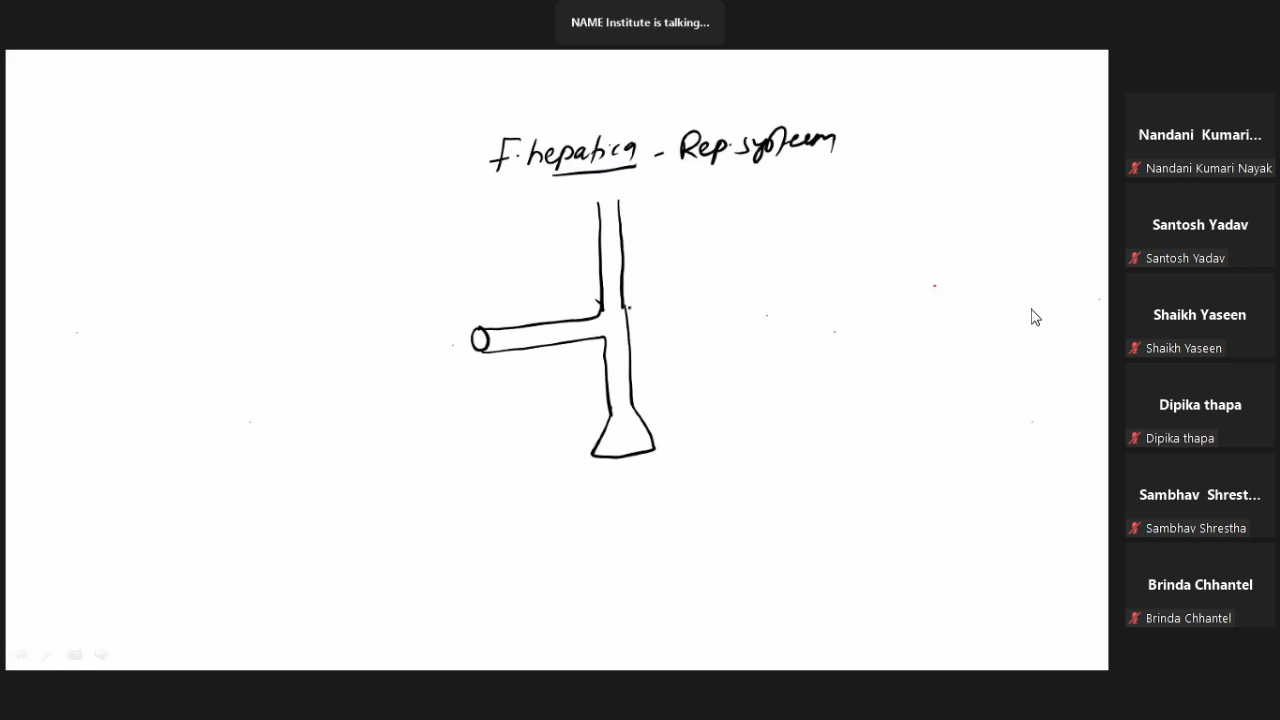 NAME Institute is talking...
F. hepatica - Rep. system
Nandani Kumari...
Nandani Kumari Nayak
Santosh Yadav
Santosh Yadav
Shaikh Yaseen
Shaikh Yaseen
Dipika thapa
Dipika thapa
Sambhav Shrest...
Sambhav Shrestha
Brinda Chhantel
Brinda Chhantel